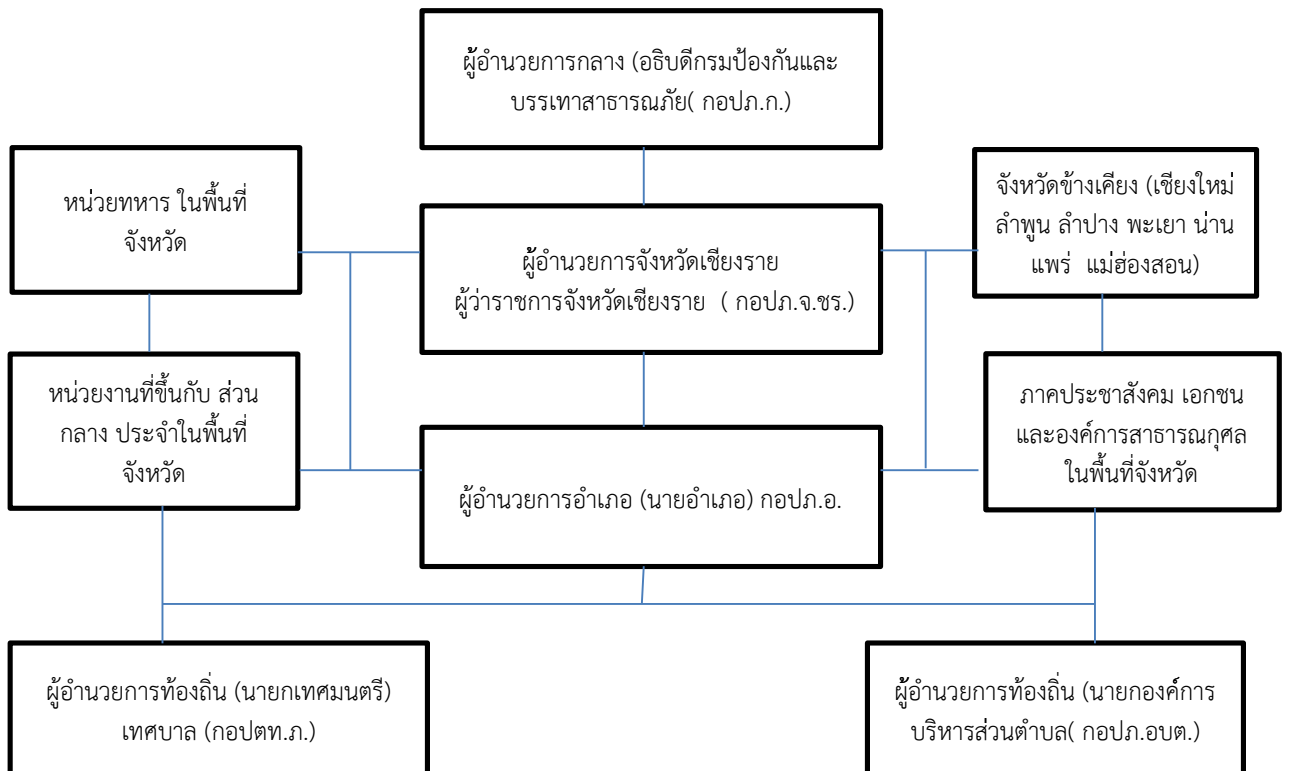 ผู้อำนวยการกลาง (อธิบดีกรมป้องกันและ
บรรเทาสาธารณภัย( กอปภ.ก.)
หน่วยทหาร ในพื้นที่
จังหวัด
ผู้อำนวยการจังหวัดเชียงราย
ผู้ว่าราชการจังหวัดเชียงราย ( กอปภ.จ.ชร.)
จังหวัดข้างเคียง (เชียงใหม่
ลำพูน ลำปาง พะเยา น่าน
แพร่ แม่ฮ่องสอน)
หน่วยงานที่ขึ้นกับ ส่วน
กลาง ประจำในพื้นที่
จังหวัด
ผู้อำนวยการอำเภอ (นายอำเภอ) กอปภ.อ.
ภาคประชาสังคม เอกชน
และองค์การสาธารณกุศล
ในพื้นที่จังหวัด
ผู้อำนวยการท้องถิ่น (นายกเทศมนตรี)
เทศบาล (กอปตท.ภ.)
ผู้อำนวยการท้องถิ่น (นายกองค์การ
บริหารส่วนตำบล( กอปภ.อบต.)